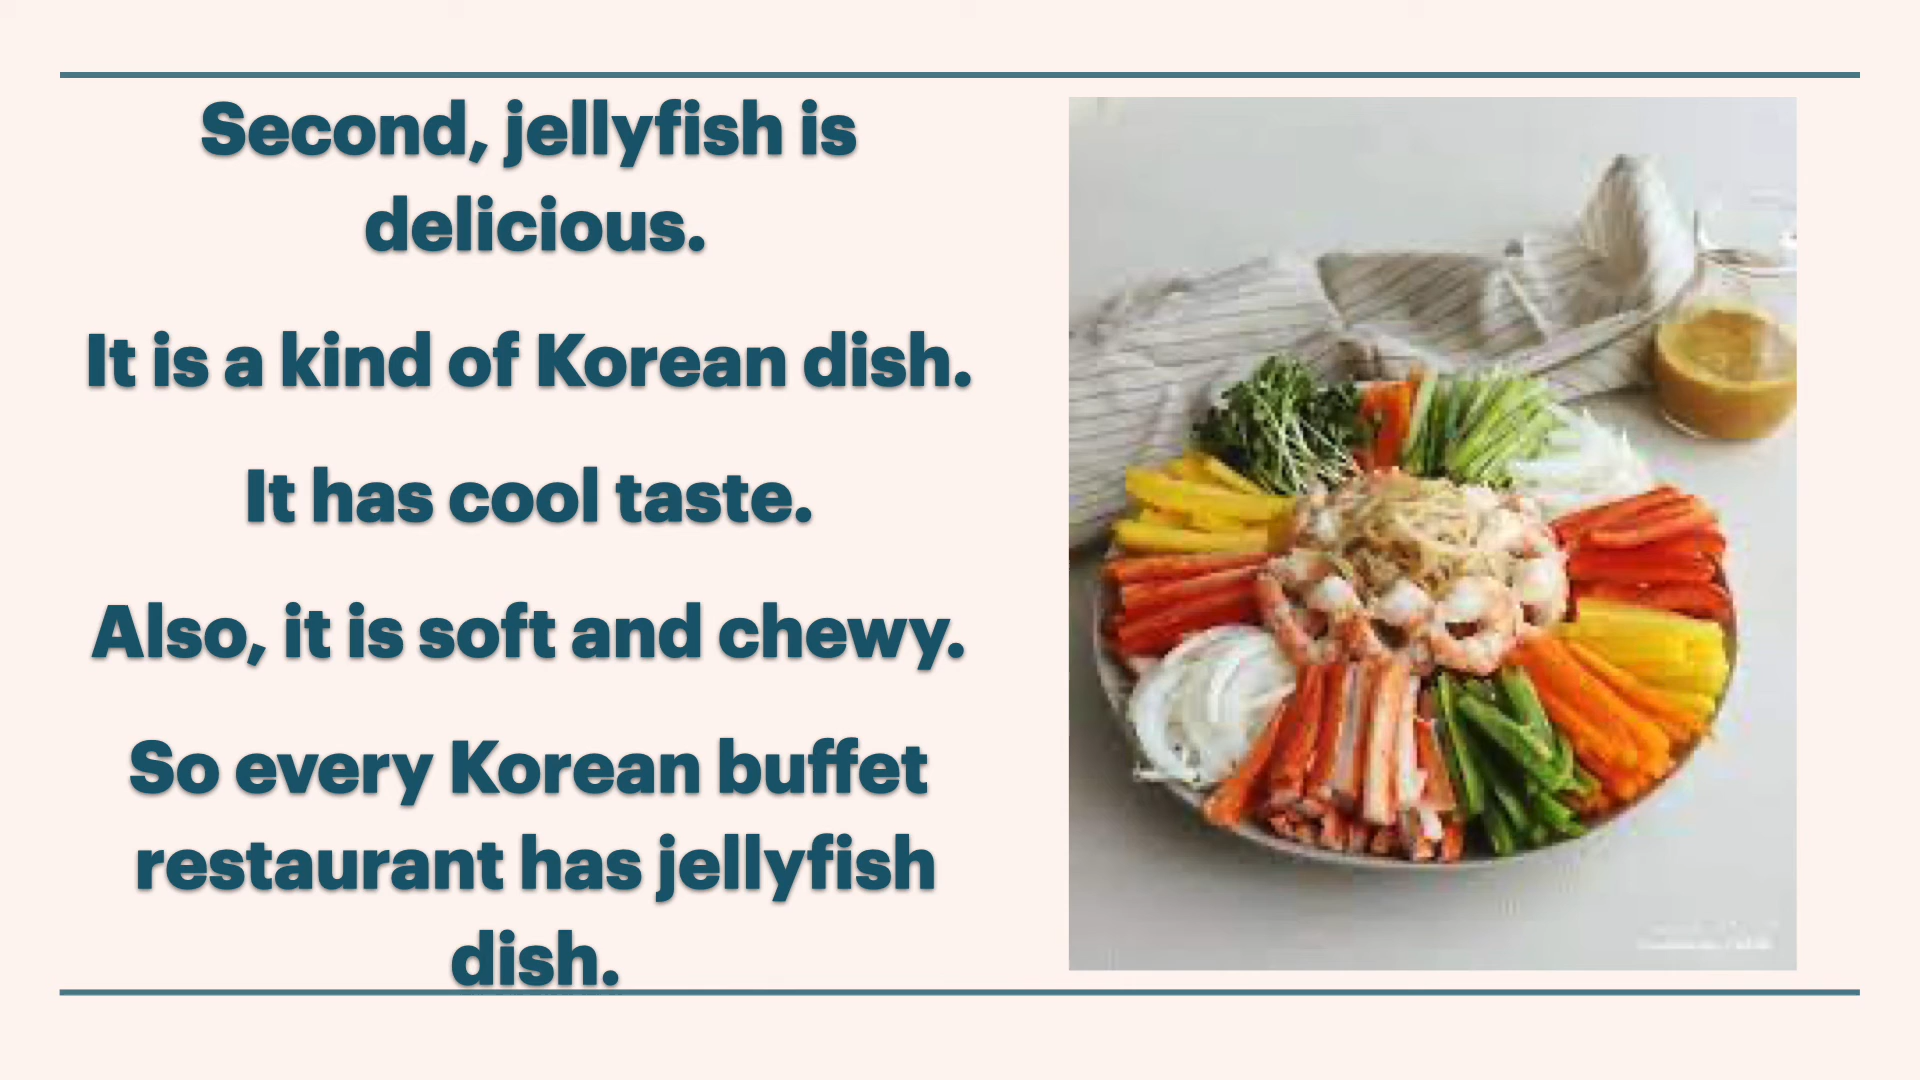 Second, jellyfish is
delicious.
It is a kind of Korean dish.
It has cool taste.
Also, it is soft and chewy.
So every Korean buffet
restaurant has jellyfish
dish.